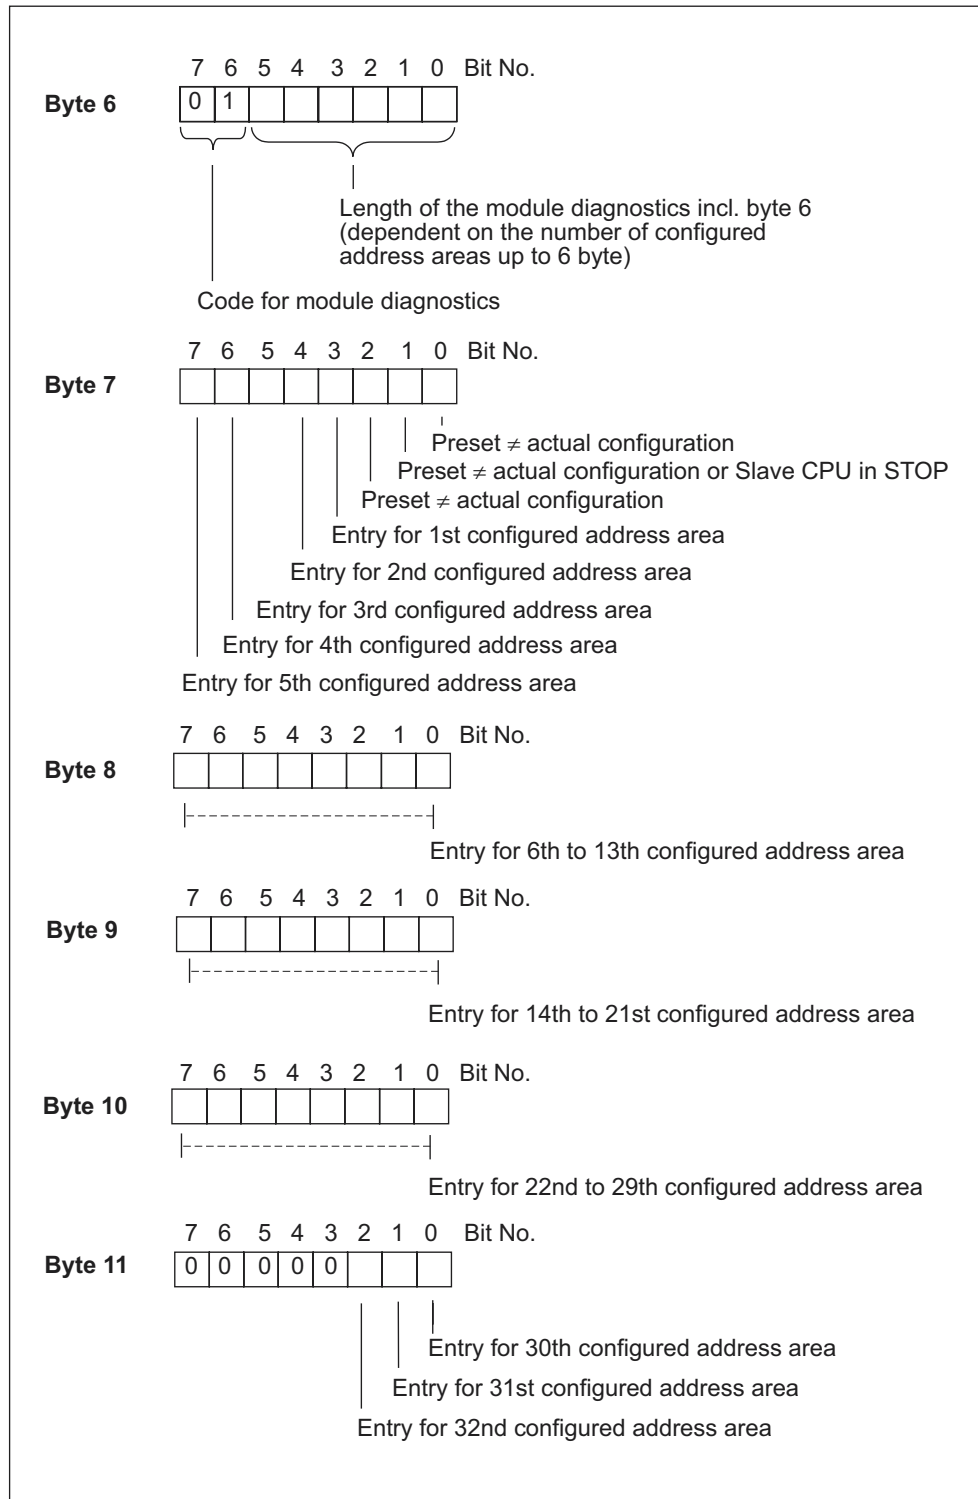 7 6 5 4 3 2 1 0 Bit No.
Byte 6 0 1
Length of the module diagnostics incl. byte 6
(dependent on the number of configured
address areas up to 6 byte)
Code for module diagnostics
7 6 5 4 3 2 1 0 Bit No.
Byte 7
Preset ≠ actual configuration
Preset ≠ actual configuration or Slave CPU in STOP
Preset ≠ actual configuration
Entry for 1st configured address area
Entry for 2nd configured address area
Entry for 3rd configured address area
Entry for 4th configured address area
Entry for 5th configured address area
7 6 5 4 3 2 1 0 Bit No.
Byte 8
Entry for 6th to 13th configured address area
7 6 5 4 3 2 1 0 Bit No.
Byte 9
Entry for 14th to 21st configured address area
7 6 5 4 3 2 1 0 Bit No.
Byte 10
Entry for 22nd to 29th configured address area
7 6 5 4 3 2 1 0 Bit No.
Byte 11 0 0 0 0 0
Entry for 30th configured address area
Entry for 31st configured address area
Entry for 32nd configured address area